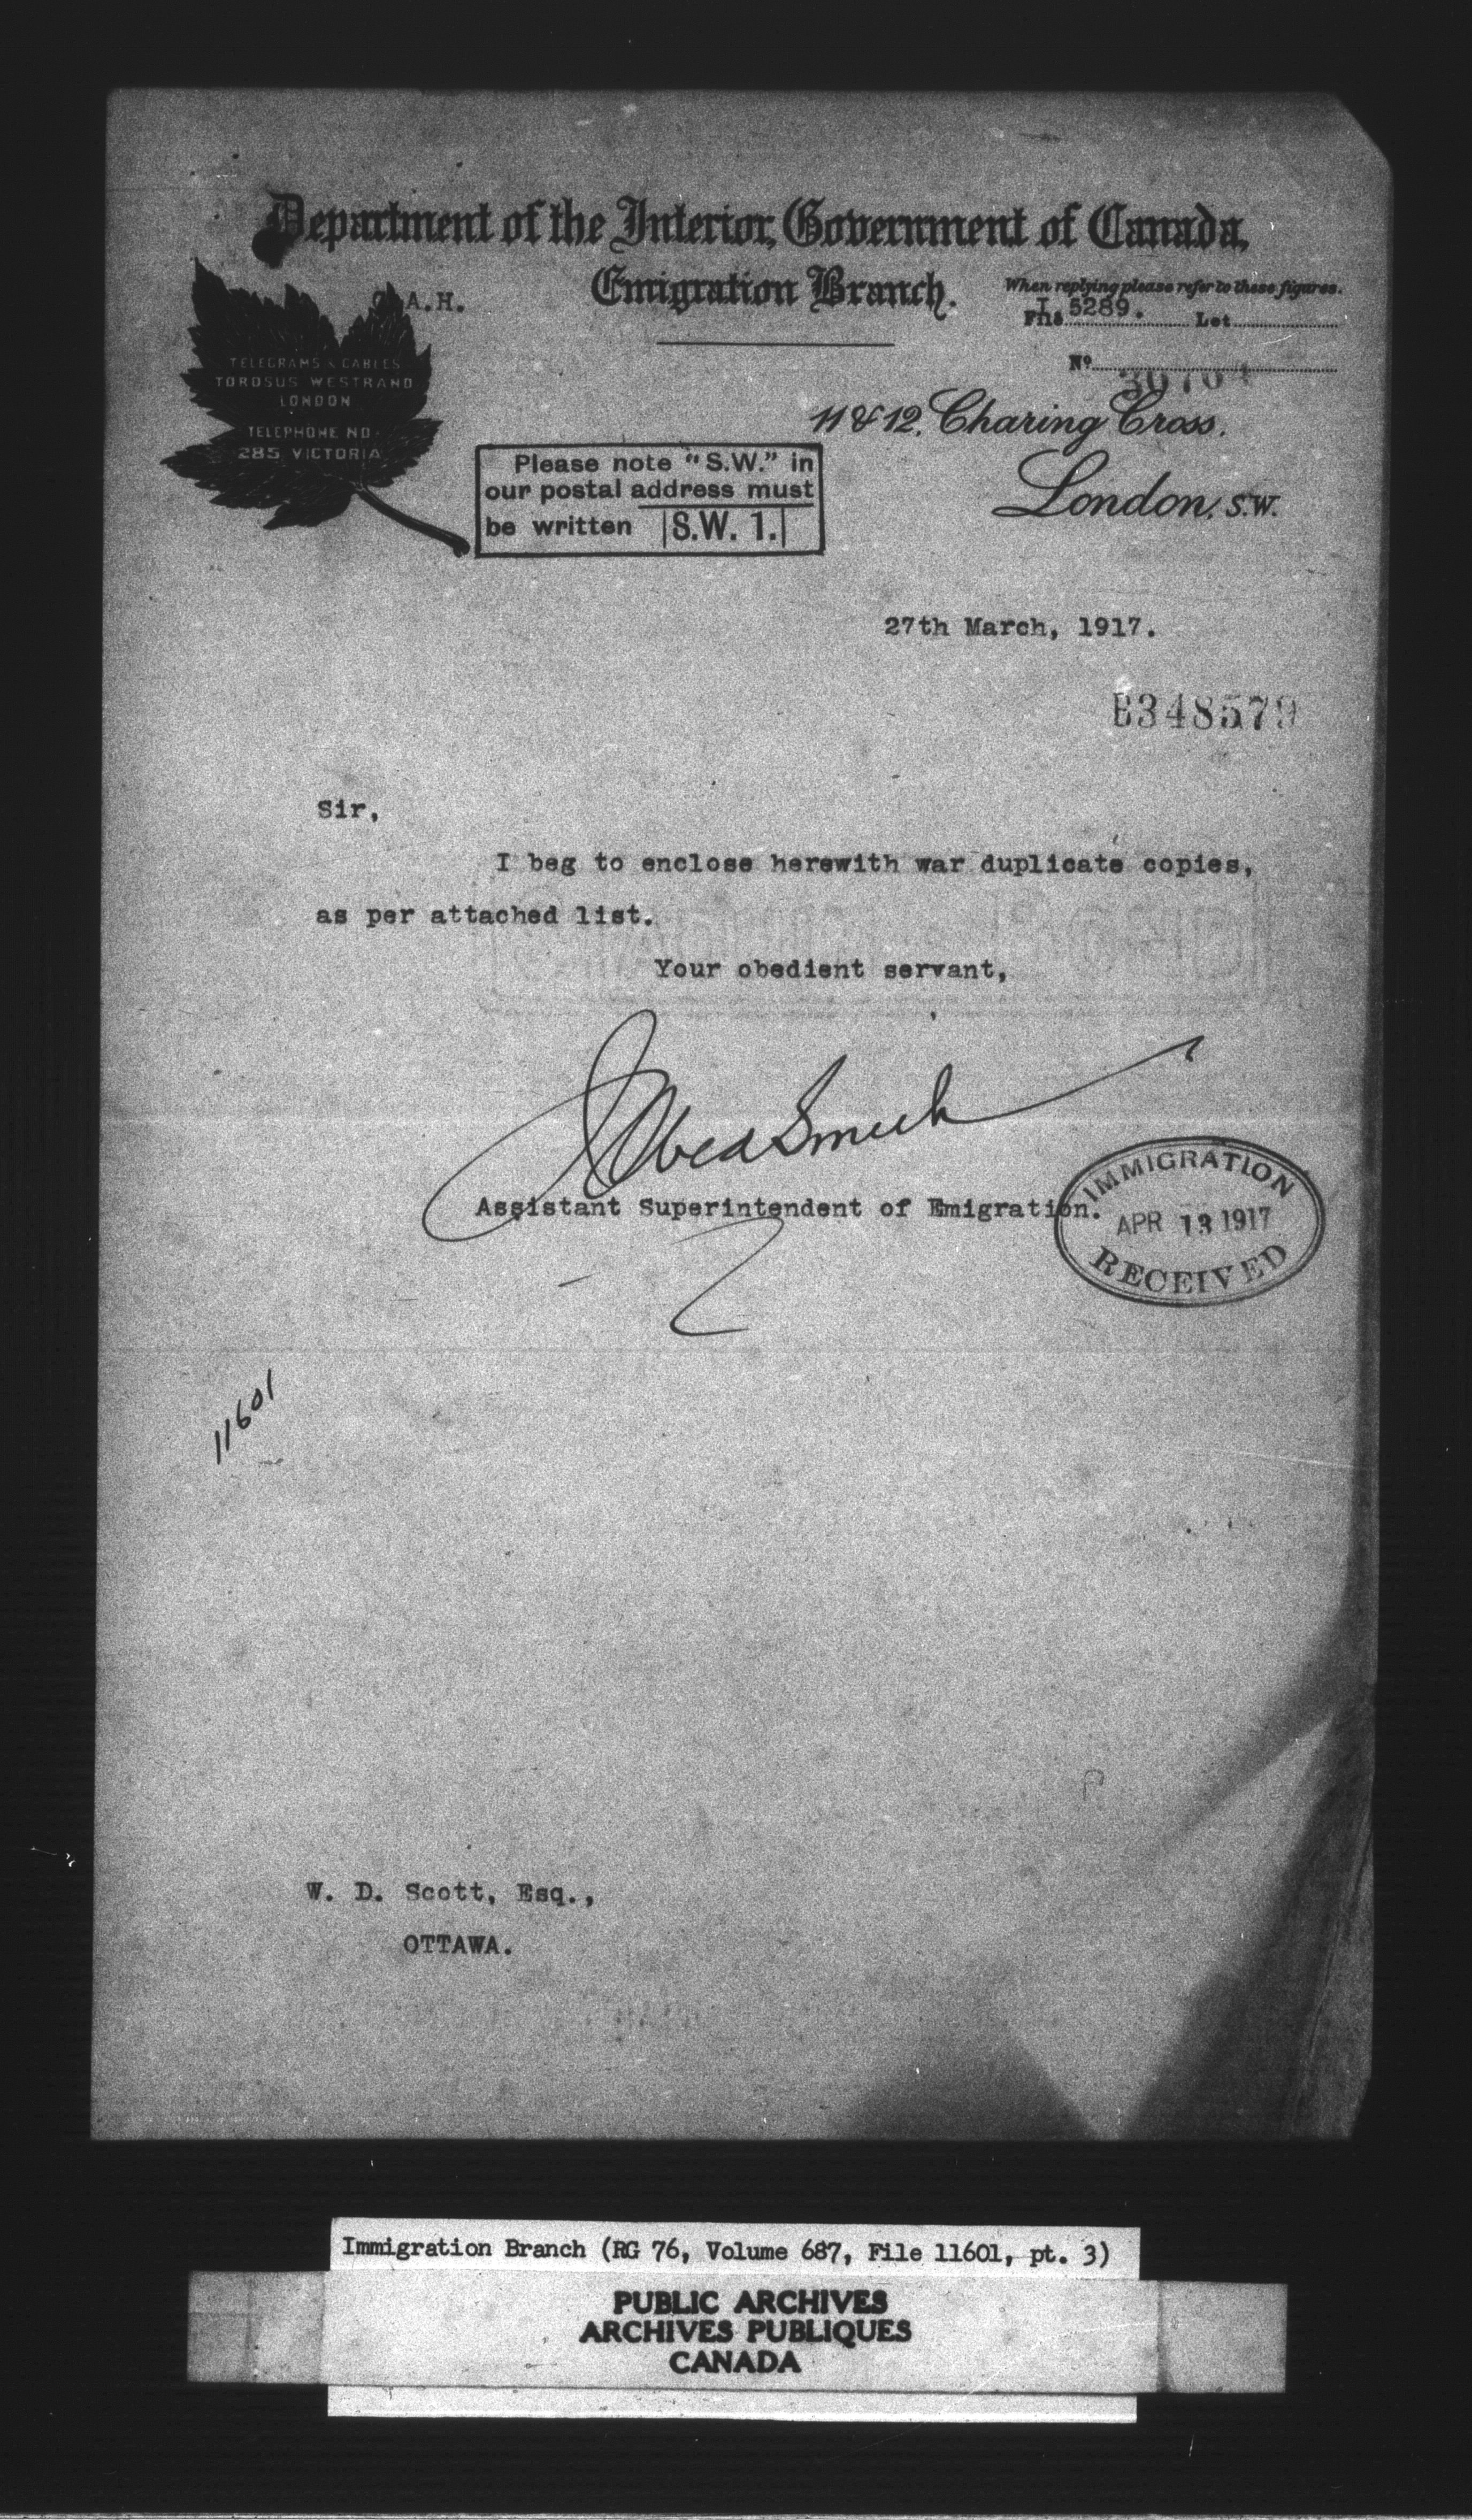 Department of the Interior, Government of Canada,
Emigration Branch.
A.H.
When replying please refer to these figures.
File I 5289. Let
No
TELEGRAMS & CABLES
TOROSUS WESTRAND
LONDON
TELEPHONE NO.
285 VICTORIA
11 & 12, Charing Cross.
London, S.W.
Please note "S.W." in
our postal address must
be written S.W. 1.
27th March, 1917.
B348579
Sir,
I beg to enclose herewith war duplicate copies,
as per attached list.
Your obedient servant,
J Obed Smith
Assistant Superintendent of Emigration.
IMMIGRATION
APR 13 1917
RECEIVED
11601
W. D. Scott, Esq.,
OTTAWA.
Immigration Branch (RG 76, Volume 687, File 11601, pt. 3)
PUBLIC ARCHIVES
ARCHIVES PUBLIQUES
CANADA